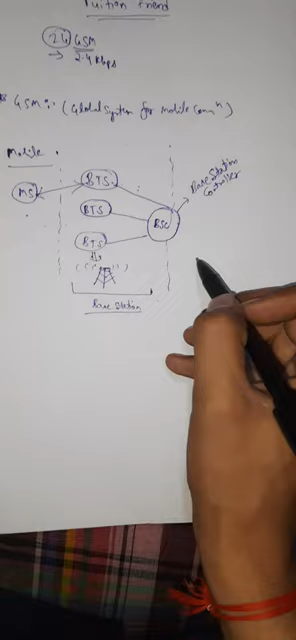 Tuition Friend
2G GSM
→ 2.4 kbps
GSM :- (Global System for Mobile Commⁿ)
Mobile
MS
BTS
BTS
BTS
BSC
Base Station
Controller
Base Station